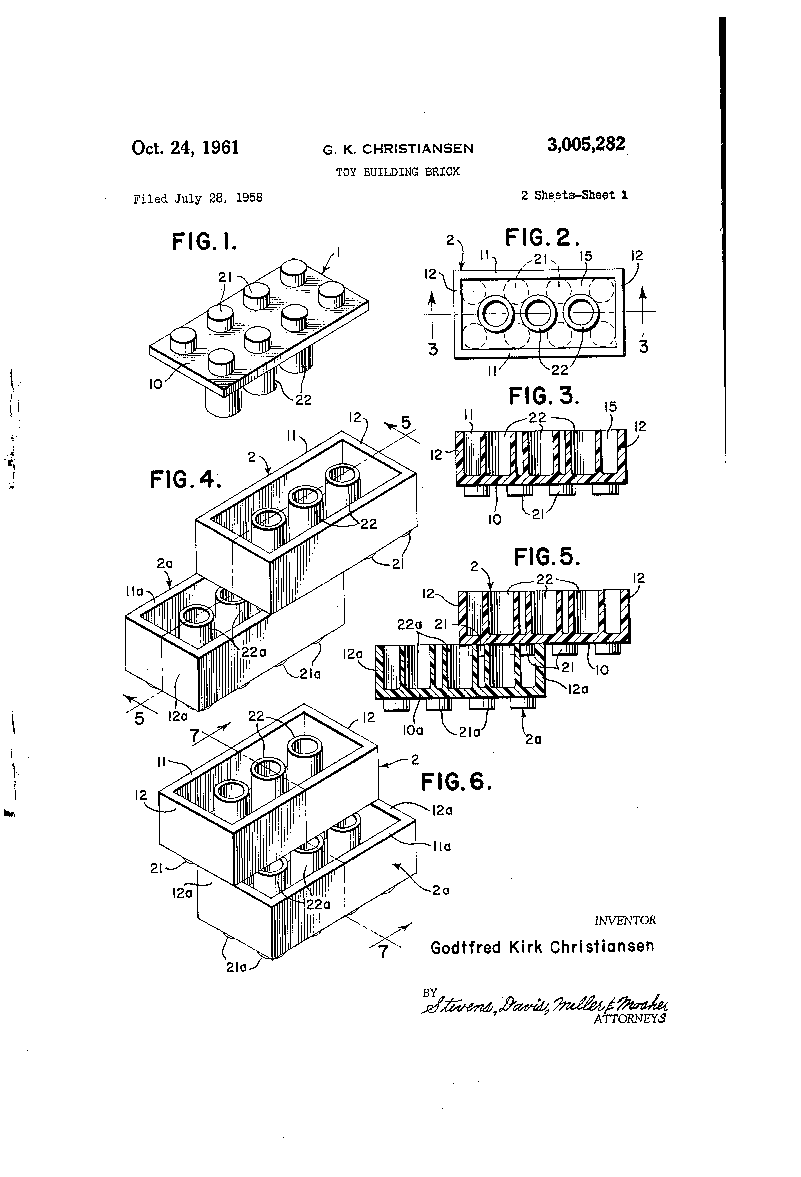 Oct. 24, 1961
G. K. CHRISTIANSEN
3,005,282
TOY BUILDING BRICK
Filed July 28, 1958
2 Sheets-Sheet 1
FIG. 1.
21
1
10
22
FIG. 2.
2
11
21
15
12
12
3
3
11
22
FIG. 3.
11
22
15
12
12
10
21
FIG. 4.
2
11
12
5
22
21
2a
11a
22a
21a
12a
5
FIG. 5.
2
22
12
12
21
22a
12a
21
10
12a
10a
21a
2a
FIG. 6.
7
22
12
11
2
12
12a
11a
21
12a
22a
2a
21a
7
INVENTOR
Godtfred Kirk Christiansen
BY
Stevens, Davis, Miller & Mosher
ATTORNEYS